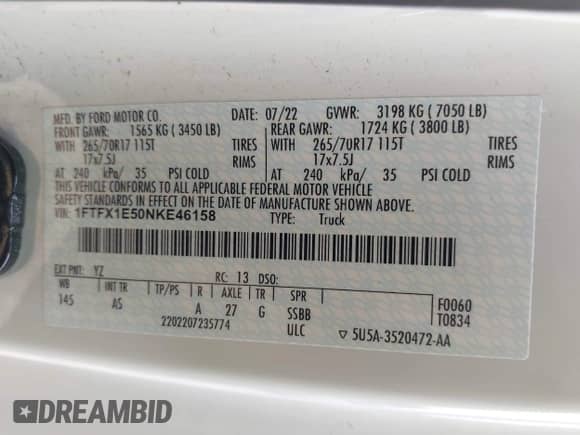 MFD. BY FORD MOTOR CO. 07/22 GVWR: 3198 KG ( 7050 LB)
FRONT GAWR: 1565 KG ( 3450 LB) REAR GAWR: 1724 KG ( 3800 LB)
WITH 265/70R17 115T TIRES WITH 265/70R17 115T TIRES
17x7.5J RIMS 17x7.5J RIMS
AT 240 kPa/ 35 PSI COLD AT 240 kPa/ 35 PSI COLD
THIS VEHICLE CONFORMS TO ALL APPLICABLE FEDERAL MOTOR VEHICLE
SAFETY STANDARDS IN EFFECT ON THE DATE OF MANUFACTURE SHOWN ABOVE.
VIN: 1FTFX1E50NKE46158 TYPE: Truck
EXT PNT: YZ RC: 13 DSO:
WB INT TR TP/PS R AXLE TR SPR F0060
145 AS A 27 G SSBB T0834
2202207235774 ULC ▽ 5U5A-3520472-AA
DREAMBID